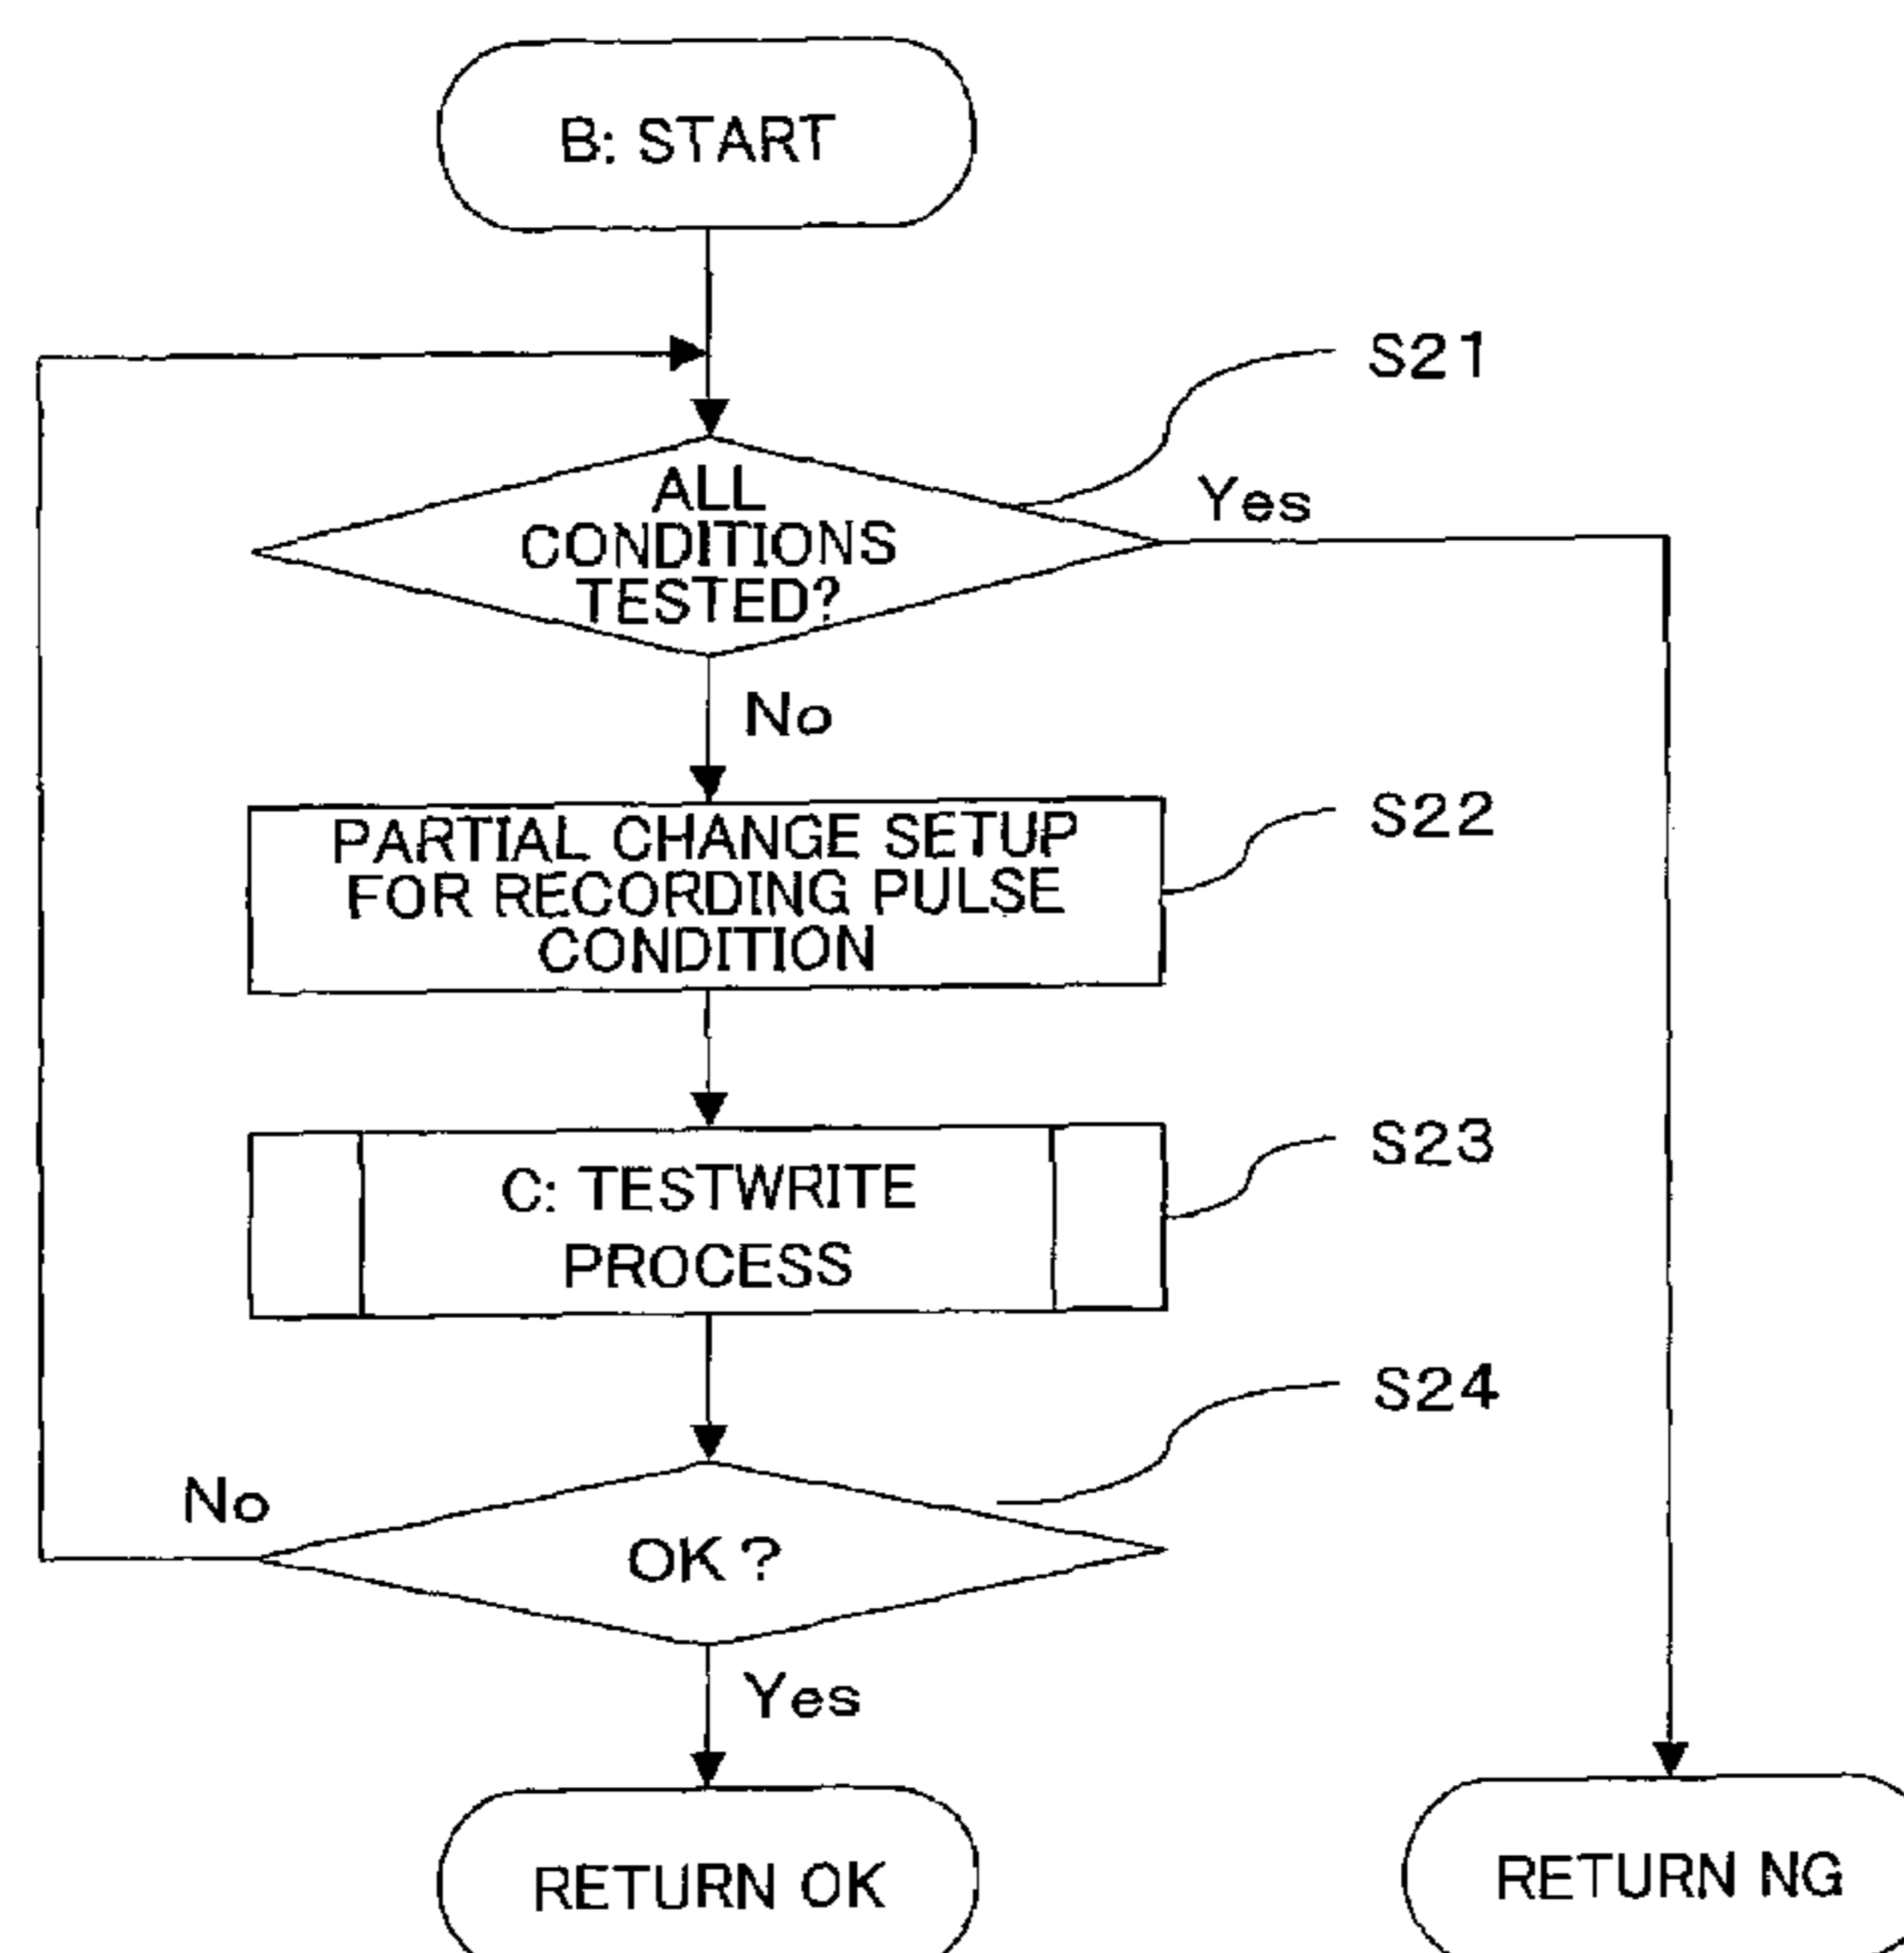 B: START
S21
ALL
CONDITIONS
TESTED?
Yes
No
PARTIAL CHANGE SETUP
FOR RECORDING PULSE
CONDITION
S22
C: TESTWRITE
PROCESS
S23
S24
No
OK?
Yes
RETURN OK
RETURN NG